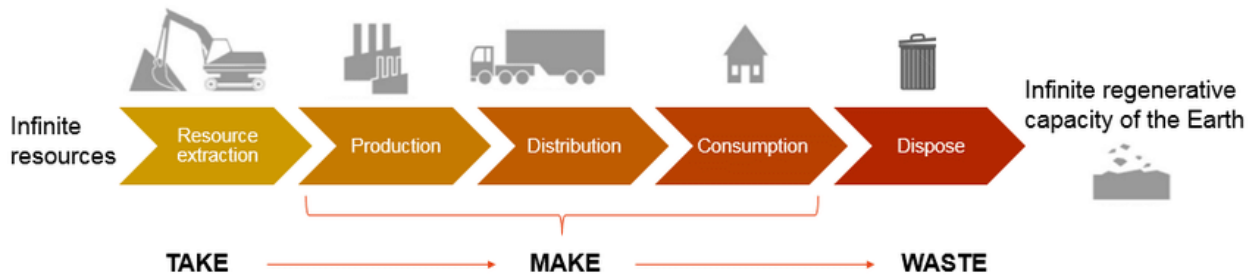 Infinite
resources
Resource
extraction
Production
Distribution
Consumption
Dispose
Infinite regenerative
capacity of the Earth
TAKE
MAKE
WASTE